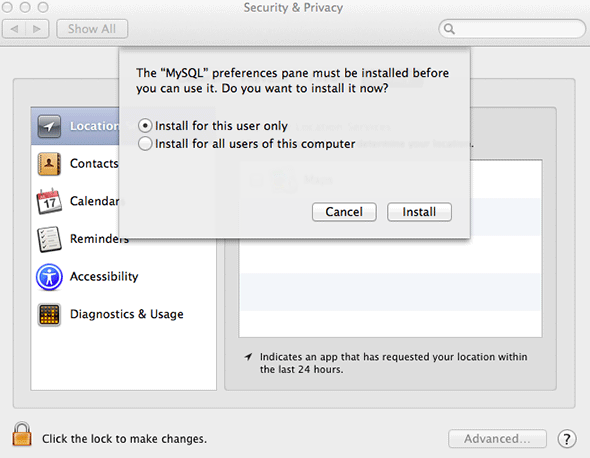 Security & Privacy
Show All
The “MySQL” preferences pane must be installed before
you can use it. Do you want to install it now?
Install for this user only
Install for all users of this computer
Cancel
Install
Location
Contacts
Calendar
Reminders
Accessibility
17
Diagnostics & Usage
Maps
Indicates an app that has requested your location within
the last 24 hours.
Click the lock to make changes.
Advanced...
?